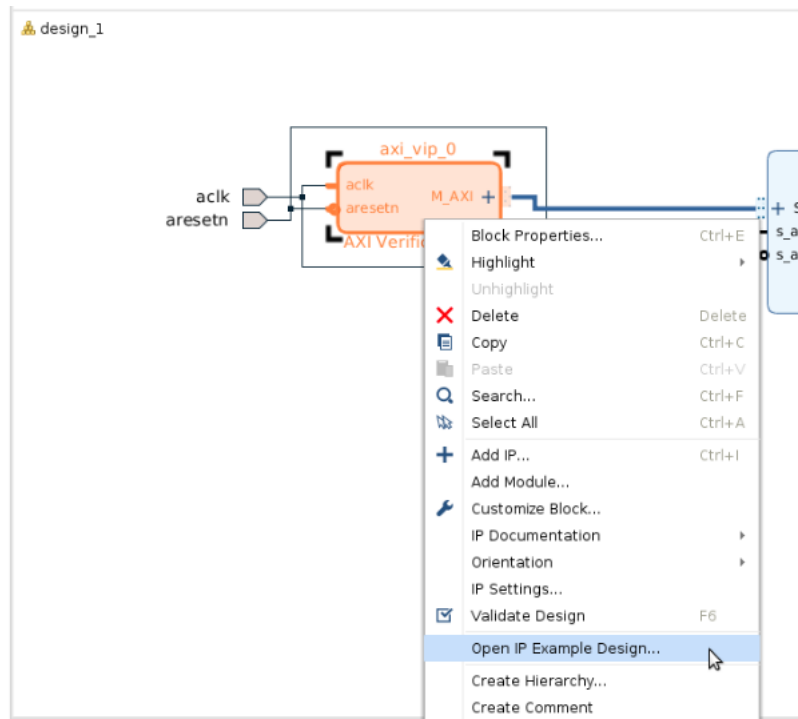 design_1
axi_vip_0
aclk
aclk
M_AXI
aresetn
aresetn
S
s_a
s_a
AXI Verific
Block Properties... Ctrl+E
Highlight
Unhighlight
Delete Delete
Copy Ctrl+C
Paste Ctrl+V
Search... Ctrl+F
Select All Ctrl+A
Add IP... Ctrl+I
Add Module...
Customize Block...
IP Documentation
Orientation
IP Settings...
Validate Design F6
Open IP Example Design...
Create Hierarchy...
Create Comment